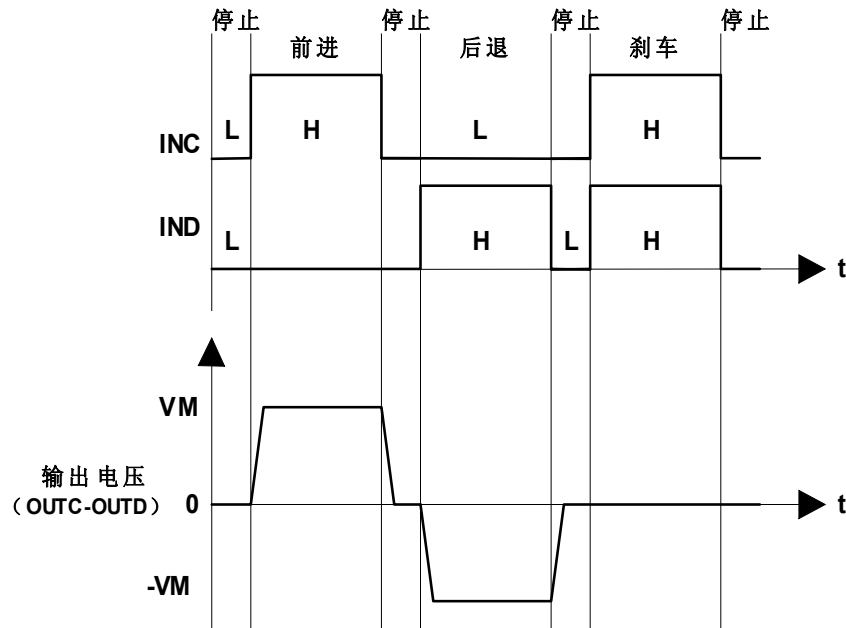 停止 停止 停止 停止
前进 后退 刹车
INC L H L H
IND L H L H
t
VM
输出电压
（OUTC-OUTD） 0 t
-VM